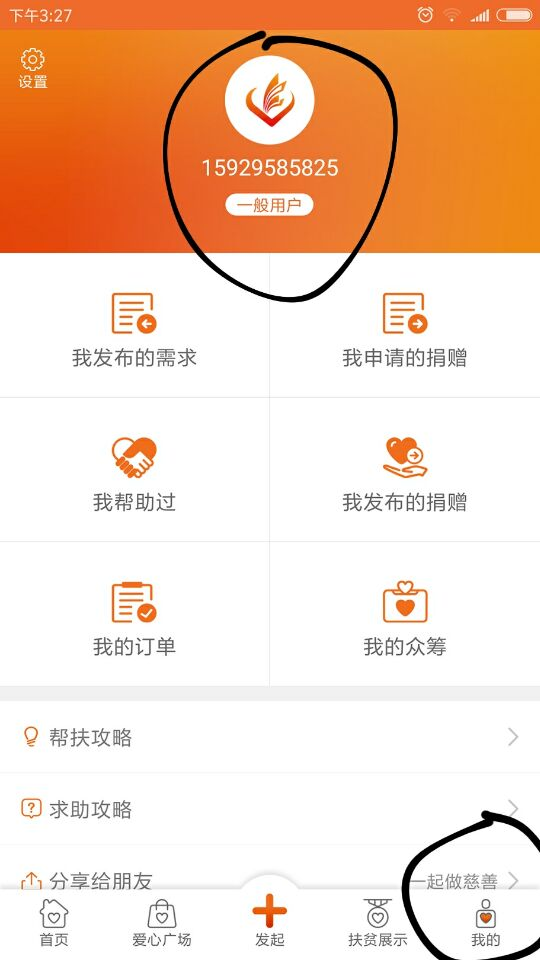 下午3:27
设置
15929585825
一般用户
我发布的需求
我申请的捐赠
我帮助过
我发布的捐赠
我的订单
我的众筹
帮扶攻略
求助攻略
分享给朋友
一起做慈善
首页
爱心广场
发起
扶贫展示
我的